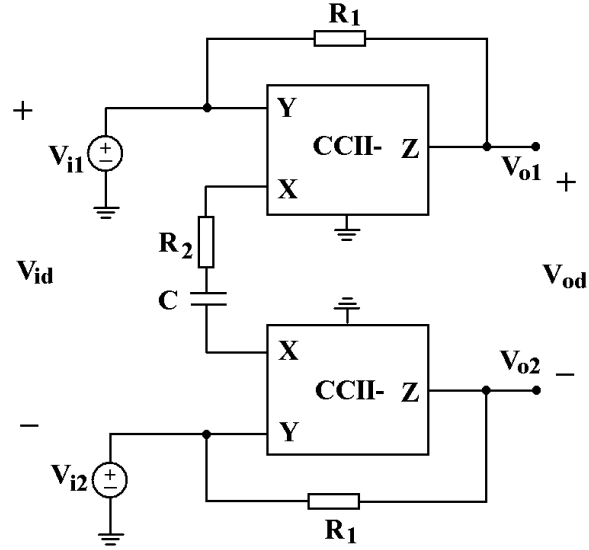 R1
+
Y
CCII-
Z
Vi1
+
−
Vo1
+
X
R2
Vid
C
Vod
X
CCII-
Z
Vo2
−
−
Y
Vi2
+
−
R1